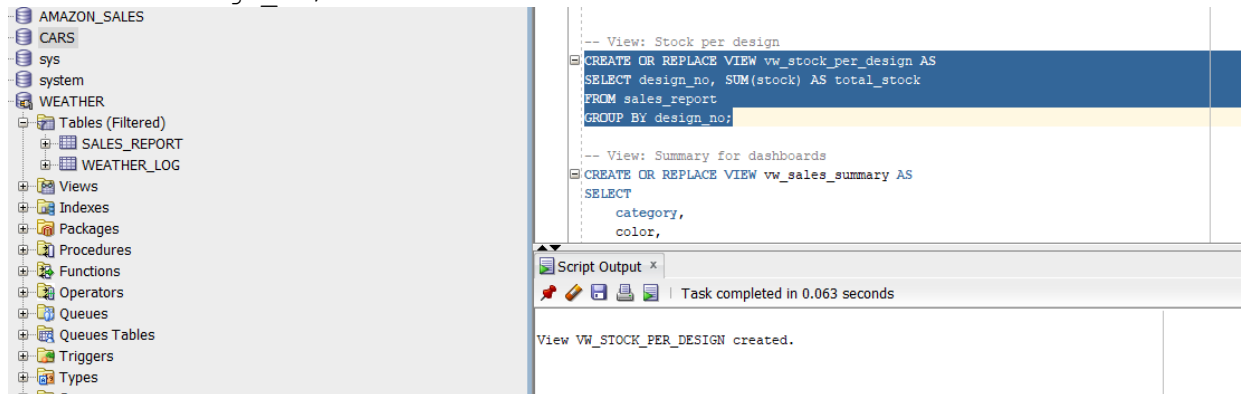 AMAZON_SALES
CARS
sys
system
WEATHER
Tables (Filtered)
SALES_REPORT
WEATHER_LOG
Views
Indexes
Packages
Procedures
Functions
Operators
Queues
Queues Tables
Triggers
Types
-- View: Stock per design
CREATE OR REPLACE VIEW vw_stock_per_design AS
SELECT design_no, SUM(stock) AS total_stock
FROM sales_report
GROUP BY design_no;
-- View: Summary for dashboards
CREATE OR REPLACE VIEW vw_sales_summary AS
SELECT
category,
color,
Script Output ×
Task completed in 0.063 seconds
View VW_STOCK_PER_DESIGN created.